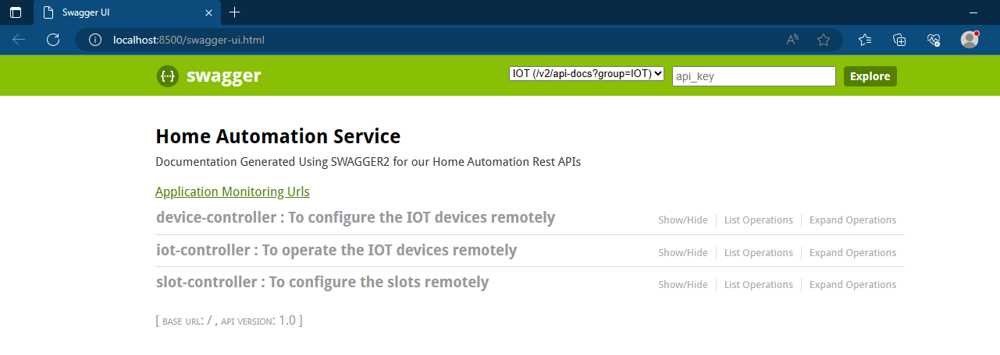 Swagger UI
localhost:8500/swagger-ui.html
{··} swagger IOT (/v2/api-docs?group=IOT) api_key Explore
Home Automation Service
Documentation Generated Using SWAGGER2 for our Home Automation Rest APIs
Application Monitoring Urls
device-controller : To configure the IOT devices remotely Show/Hide List Operations Expand Operations
iot-controller : To operate the IOT devices remotely Show/Hide List Operations Expand Operations
slot-controller : To configure the slots remotely Show/Hide List Operations Expand Operations
[ BASE URL: / , API VERSION: 1.0 ]